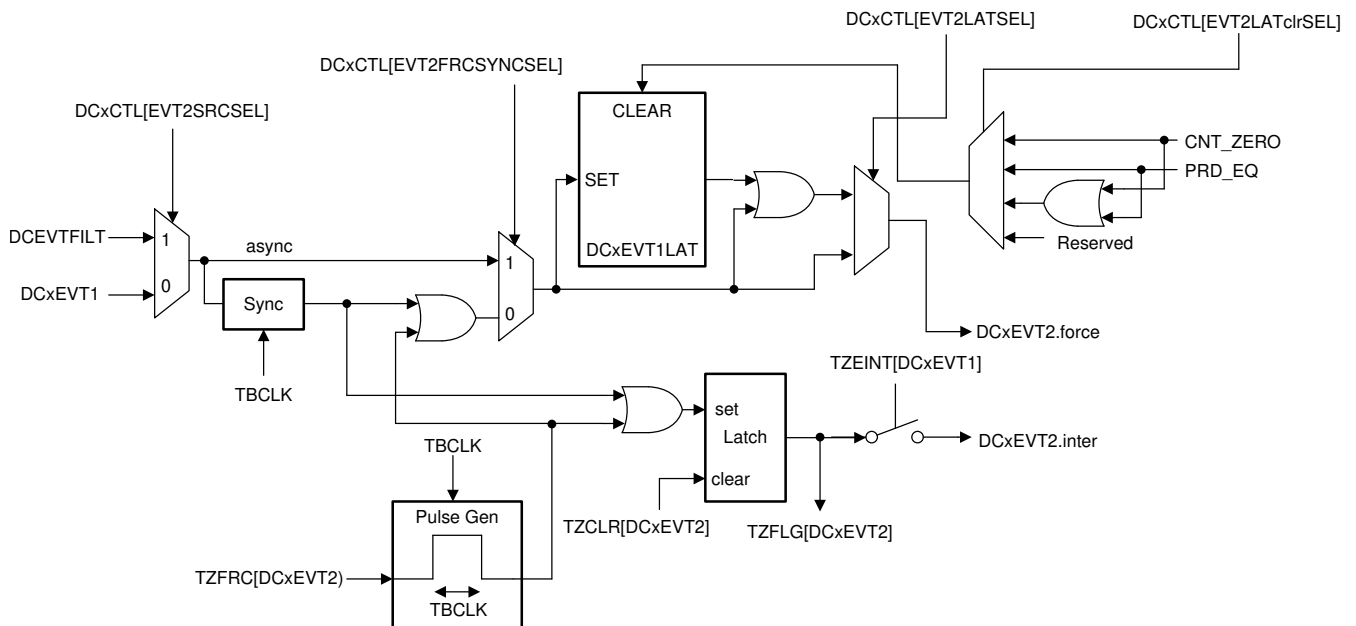 DCxCTL[EVT2LATSEL]
DCxCTL[EVT2LATclrSEL]
DCxCTL[EVT2FRCSYNCSEL]
DCxCTL[EVT2SRCSEL]
CLEAR
CNT_ZERO
PRD_EQ
SET
DCEVTFILT
1
async
1
DCxEVT1LAT
Reserved
DCxEVT1
0
Sync
0
DCxEVT2.force
TBCLK
TZEINT[DCxEVT1]
set
Latch
DCxEVT2.inter
TBCLK
clear
Pulse Gen
TZCLR[DCxEVT2]
TZFLG[DCxEVT2]
TZFRC[DCxEVT2)
TBCLK